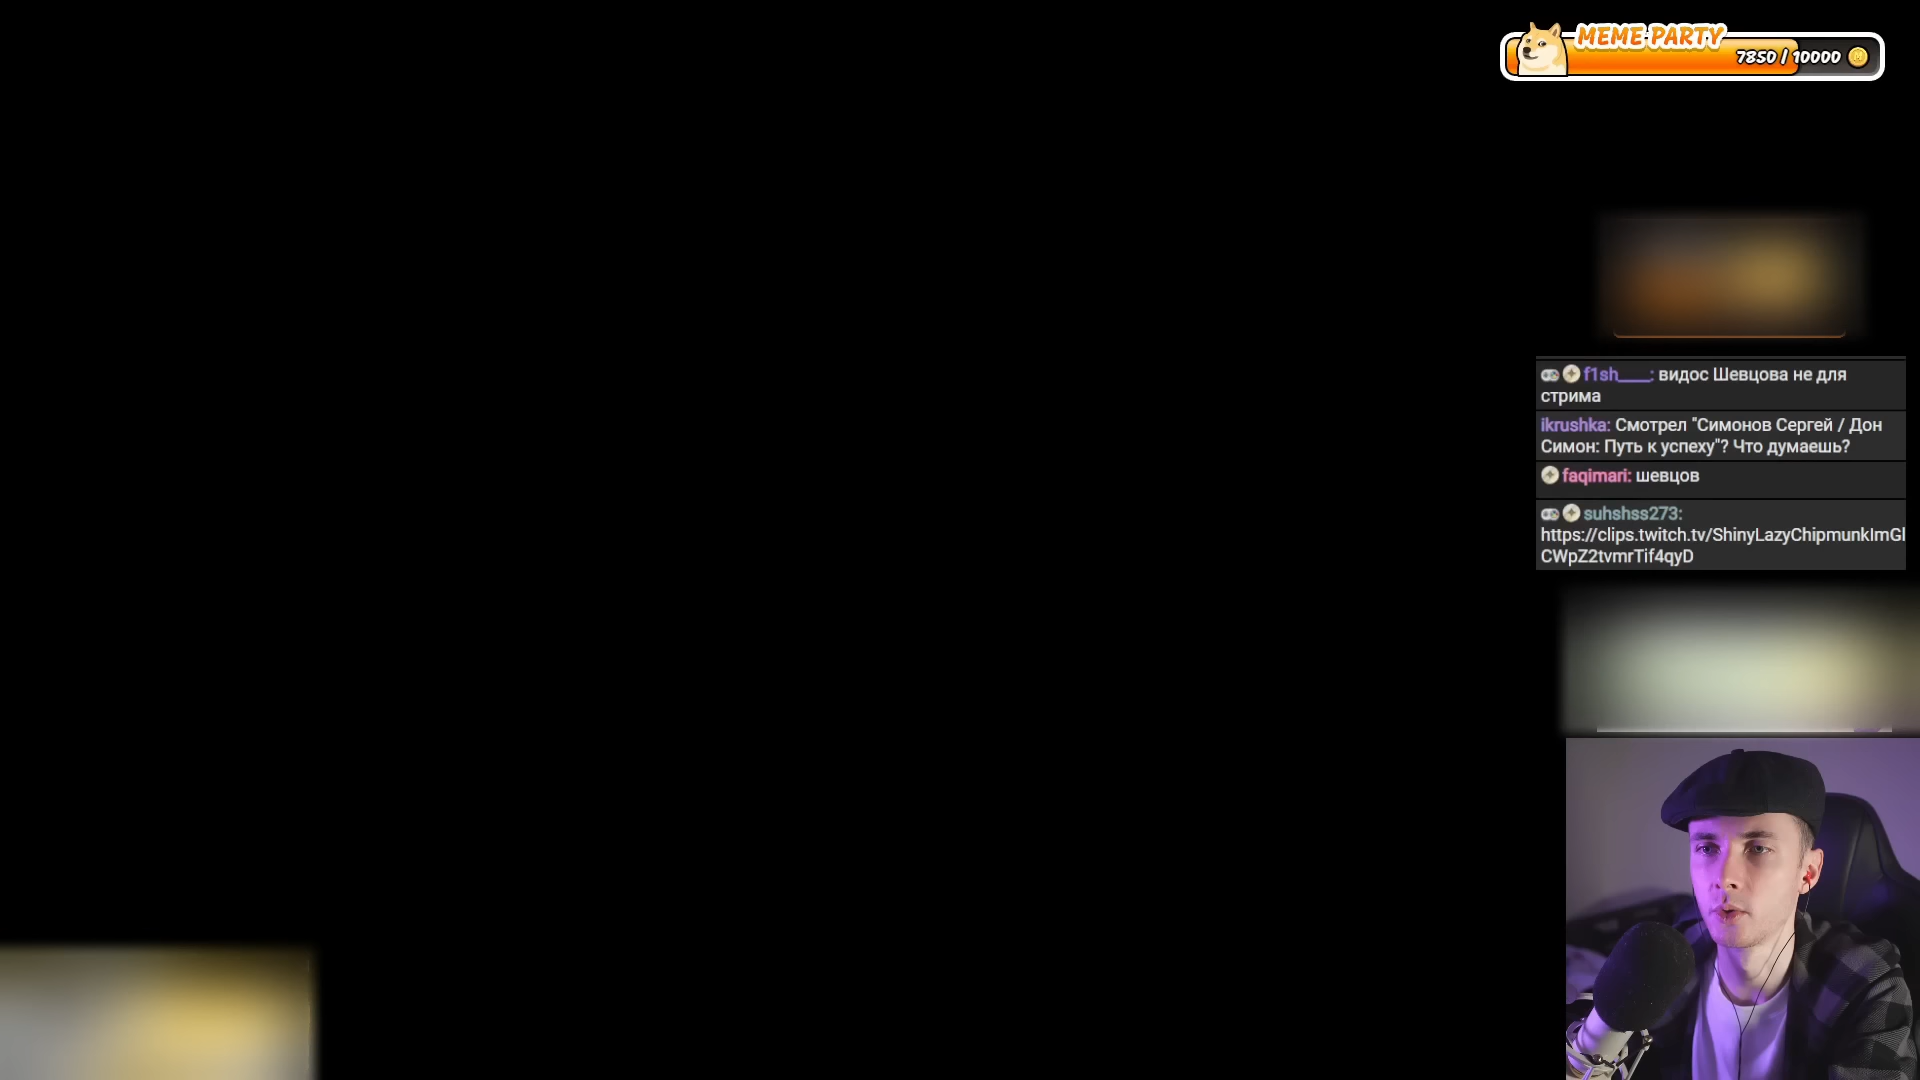 MEME PARTY
7850 / 10000
f1sh____: видос Шевцова не для
стрима
ikrushka: Смотрел "Симонов Сергей / Дон
Симон: Путь к успеху"? Что думаешь?
faqimari: шевцов
suhshss273:
https://clips.twitch.tv/ShinyLazyChipmunkImGl
CWpZ2tvmrTif4qyD